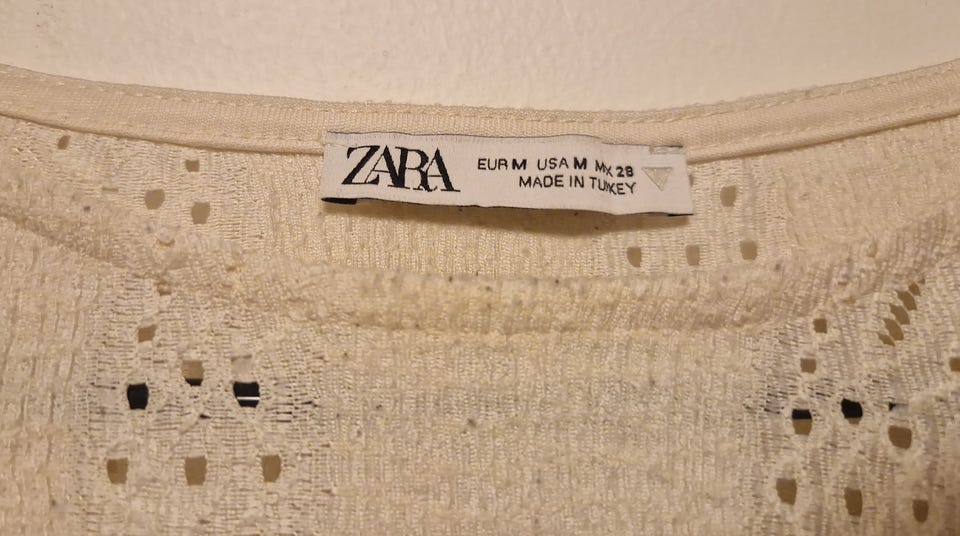 ZARA
EUR M USA M MX 28
MADE IN TURKEY